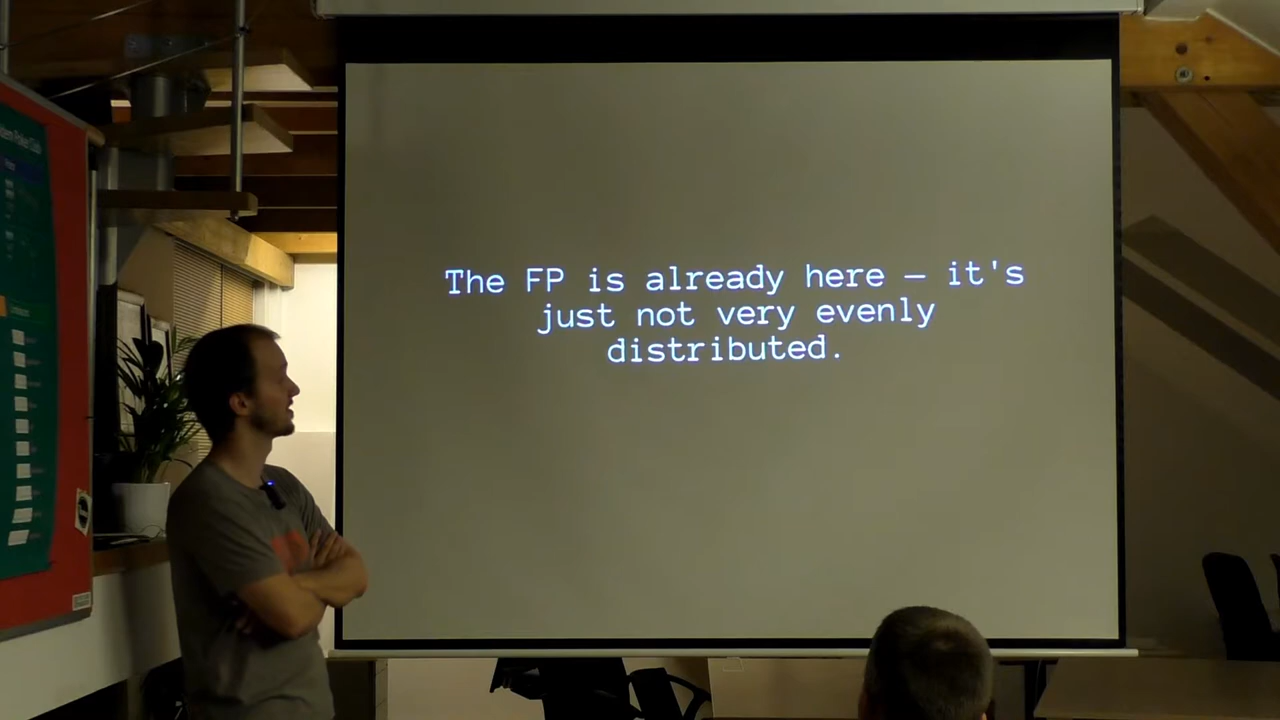 The FP is already here — it's
just not very evenly
distributed.